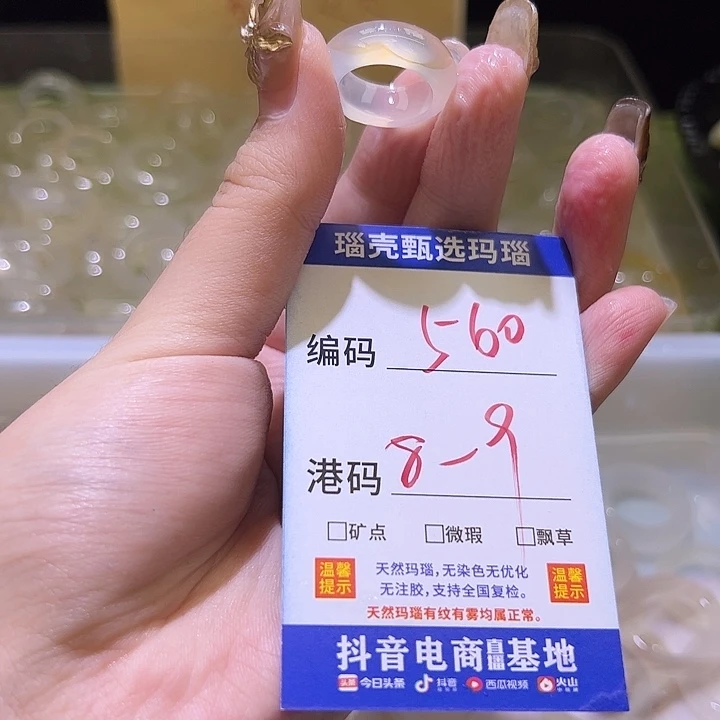 瑙壳甄选玛瑙
编码 560
港码 8-9
□矿点 □微瑕 □飘草
温馨提示 天然玛瑙,无染色无优化 温馨提示
无注胶,支持全国复检。
天然玛瑙有纹有雾均属正常。
抖音电商直播基地
头条 今日头条 抖音 西瓜视频 火山